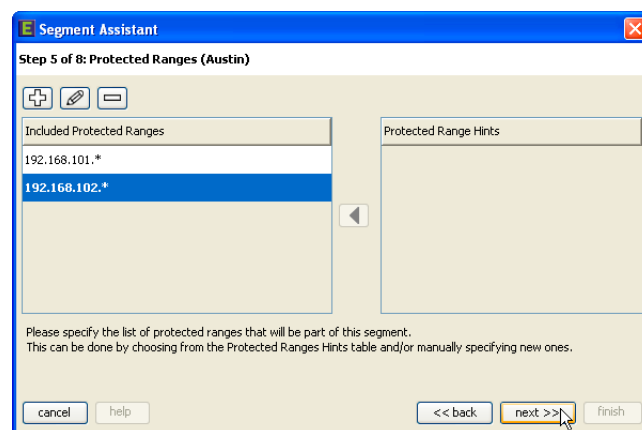 E Segment Assistant
Step 5 of 8: Protected Ranges (Austin)
Included Protected Ranges
Protected Range Hints
192.168.101.*
192.168.102.*
Please specify the list of protected ranges that will be part of this segment.
This can be done by choosing from the Protected Ranges Hints table and/or manually specifying new ones.
cancel help << back next >> finish